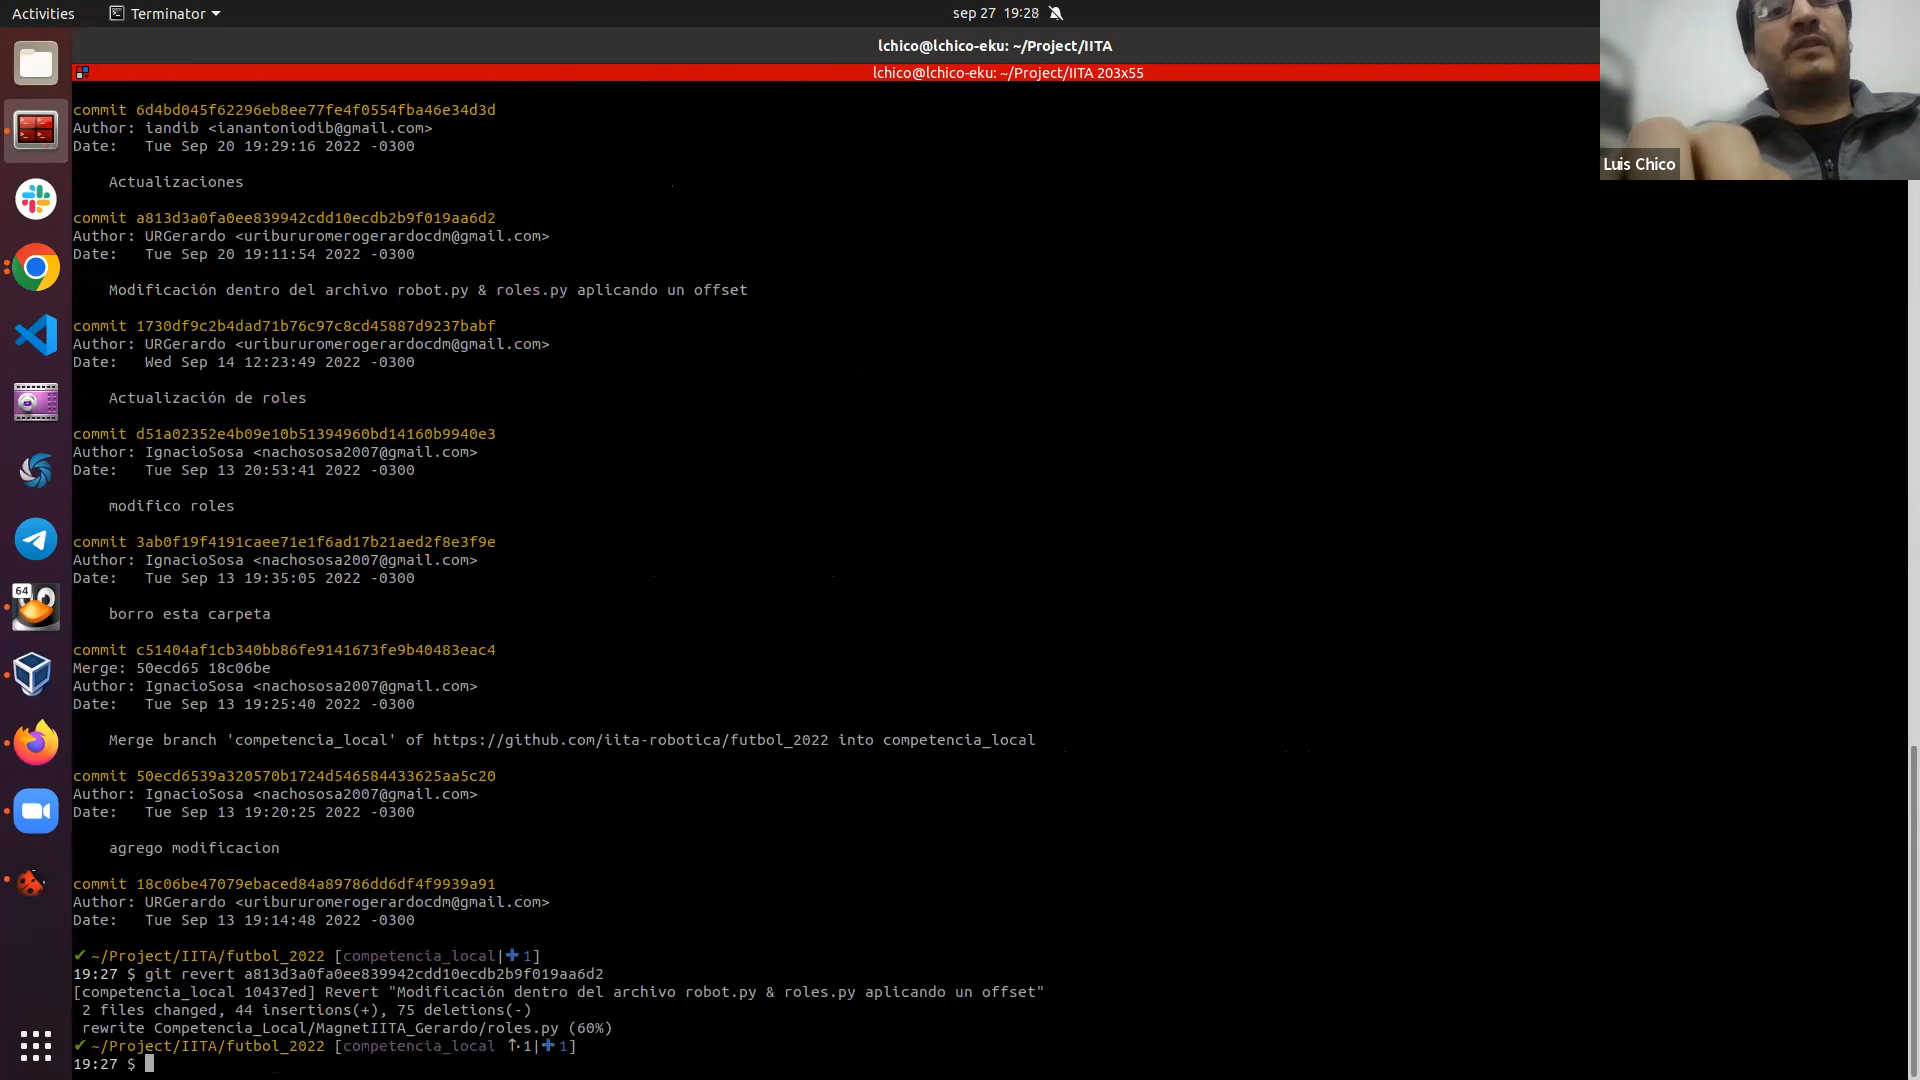 Activities
Terminator
sep 27 19:28
lchico@lchico-eku: ~/Project/IITA
lchico@lchico-eku: ~/Project/IITA 203x55
Luis Chico
64
commit 6d4bd045f62296eb8ee77fe4f0554fba46e34d3d
Author: iandib <ianantoniodib@gmail.com>
Date:   Tue Sep 20 19:29:16 2022 -0300
Actualizaciones
commit a813d3a0fa0ee839942cdd10ecdb2b9f019aa6d2
Author: URGerardo <uribururomerogerardocdm@gmail.com>
Date:   Tue Sep 20 19:11:54 2022 -0300
Modificación dentro del archivo robot.py & roles.py aplicando un offset
commit 1730df9c2b4dad71b76c97c8cd45887d9237babf
Author: URGerardo <uribururomerogerardocdm@gmail.com>
Date:   Wed Sep 14 12:23:49 2022 -0300
Actualización de roles
commit d51a02352e4b09e10b51394960bd14160b9940e3
Author: IgnacioSosa <nachososa2007@gmail.com>
Date:   Tue Sep 13 20:53:41 2022 -0300
modifico roles
commit 3ab0f19f4191caee71e1f6ad17b21aed2f8e3f9e
Author: IgnacioSosa <nachososa2007@gmail.com>
Date:   Tue Sep 13 19:35:05 2022 -0300
borro esta carpeta
commit c51404af1cb340bb86fe9141673fe9b40483eac4
Merge: 50ecd65 18c06be
Author: IgnacioSosa <nachososa2007@gmail.com>
Date:   Tue Sep 13 19:25:40 2022 -0300
Merge branch 'competencia_local' of https://github.com/iita-robotica/futbol_2022 into competencia_local
commit 50ecd6539a320570b1724d546584433625aa5c20
Author: IgnacioSosa <nachososa2007@gmail.com>
Date:   Tue Sep 13 19:20:25 2022 -0300
agrego modificacion
commit 18c06be47079ebaced84a89786dd6df4f9939a91
Author: URGerardo <uribururomerogerardocdm@gmail.com>
Date:   Tue Sep 13 19:14:48 2022 -0300
✔ ~/Project/IITA/futbol_2022 [competencia_local|✚ 1]
19:27 $ git revert a813d3a0fa0ee839942cdd10ecdb2b9f019aa6d2
[competencia_local 10437ed] Revert "Modificación dentro del archivo robot.py & roles.py aplicando un offset"
2 files changed, 44 insertions(+), 75 deletions(-)
rewrite Competencia_Local/MagnetIITA_Gerardo/roles.py (60%)
✔ ~/Project/IITA/futbol_2022 [competencia_local ↑·1|✚ 1]
19:27 $